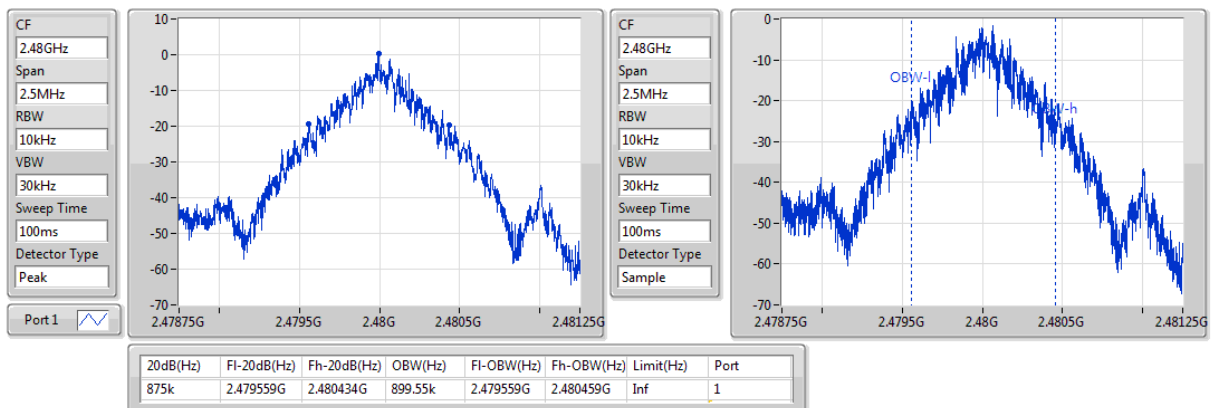 CF
2.48GHz
Span
2.5MHz
RBW
10kHz
VBW
30kHz
Sweep Time
100ms
Detector Type
Peak
Port 1
10
0
-10
-20
-30
-40
-50
-60
-70
2.47875G 2.4795G 2.48G 2.4805G 2.48125G
CF
2.48GHz
Span
2.5MHz
RBW
10kHz
VBW
30kHz
Sweep Time
100ms
Detector Type
Sample
0
-10
-20
-30
-40
-50
-60
-70
OBW-l
2.47875G 2.4795G 2.48G 2.4805G 2.48125G
20dB(Hz) Fl-20dB(Hz) Fh-20dB(Hz) OBW(Hz) Fl-OBW(Hz) Fh-OBW(Hz) Limit(Hz) Port
875k 2.479559G 2.480434G 899.55k 2.479559G 2.480459G Inf 1